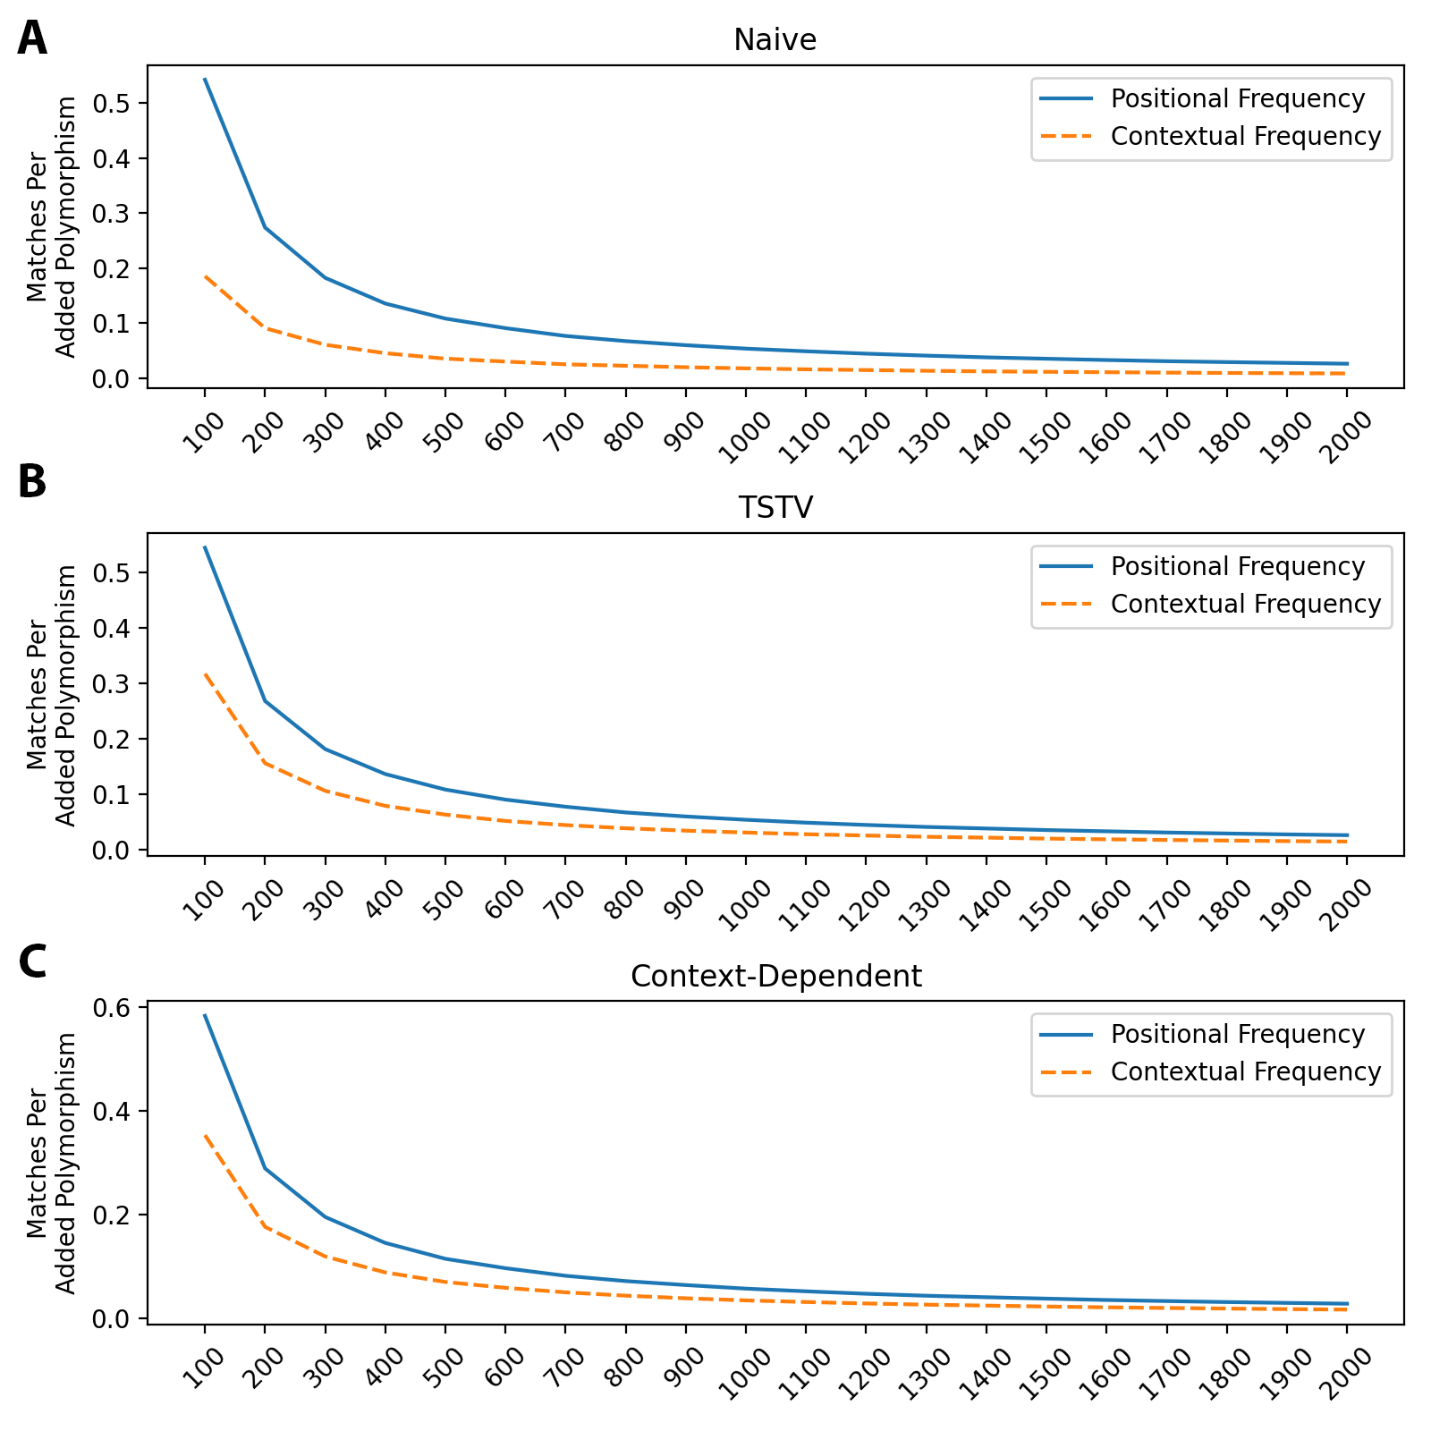 A
Naive
Matches Per
Added Polymorphism
0.5
0.4
0.3
0.2
0.1
0.0
Positional Frequency
Contextual Frequency
100 200 300 400 500 600 700 800 900 1000 1100 1200 1300 1400 1500 1600 1700 1800 1900 2000
B
TSTV
Matches Per
Added Polymorphism
0.5
0.4
0.3
0.2
0.1
0.0
Positional Frequency
Contextual Frequency
100 200 300 400 500 600 700 800 900 1000 1100 1200 1300 1400 1500 1600 1700 1800 1900 2000
C
Context-Dependent
Matches Per
Added Polymorphism
0.6
0.4
0.2
0.0
Positional Frequency
Contextual Frequency
100 200 300 400 500 600 700 800 900 1000 1100 1200 1300 1400 1500 1600 1700 1800 1900 2000